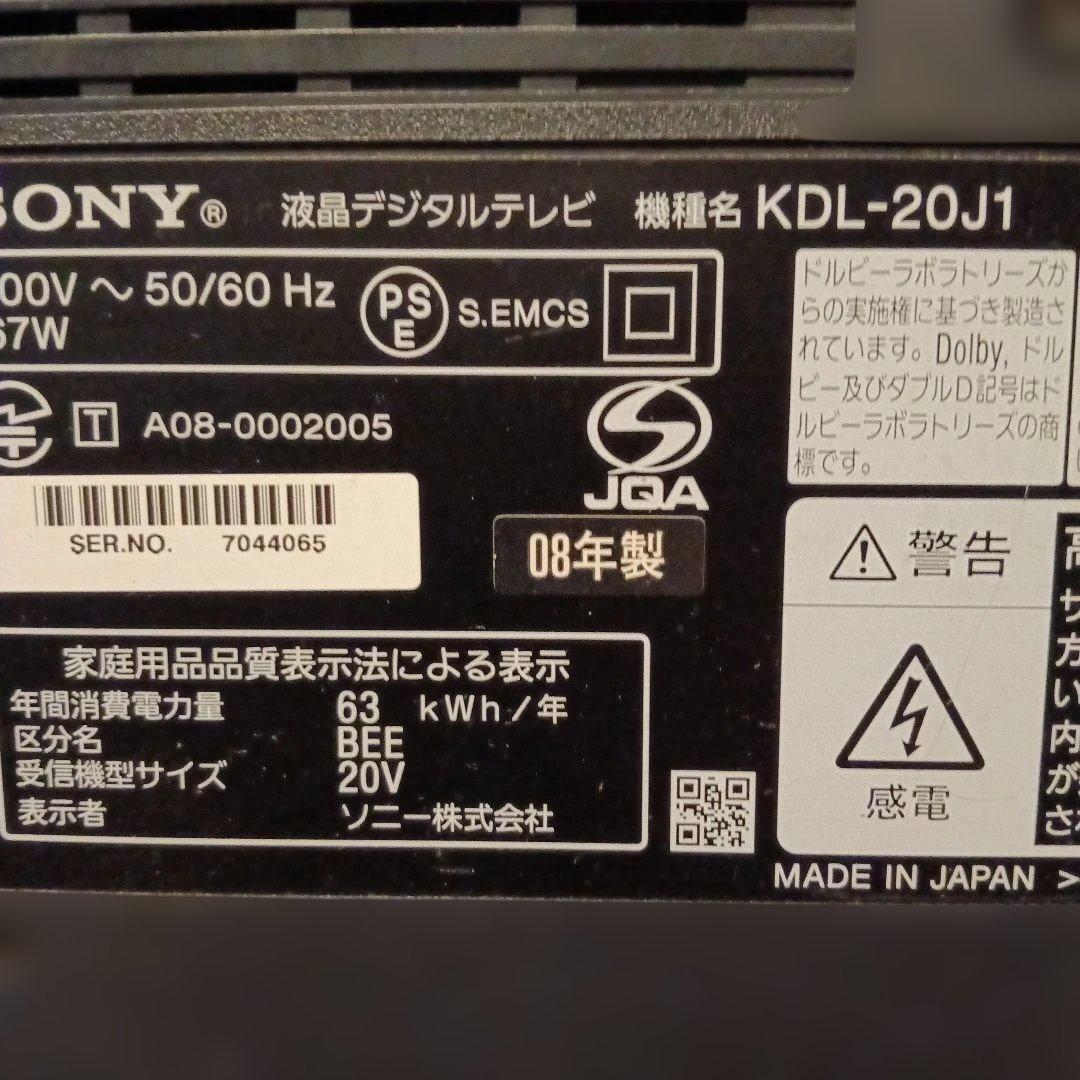 SONY® 液晶デジタルテレビ 機種名 KDL-20J1
00V ～ 50/60 Hz
67W
PS
E
S.EMCS
T A08-0002005
JQA
SER.NO. 7044065
08年製
ドルビーラボラトリーズか
らの実施権に基づき製造さ
れています。Dolby, ドル
ビー及びダブルD記号はド
ルビーラボラトリーズの商
標です。
警告
感電
家庭用品品質表示法による表示
年間消費電力量 63 kWh/年
区分名 BEE
受信機型サイズ 20V
表示者 ソニー株式会社
MADE IN JAPAN >